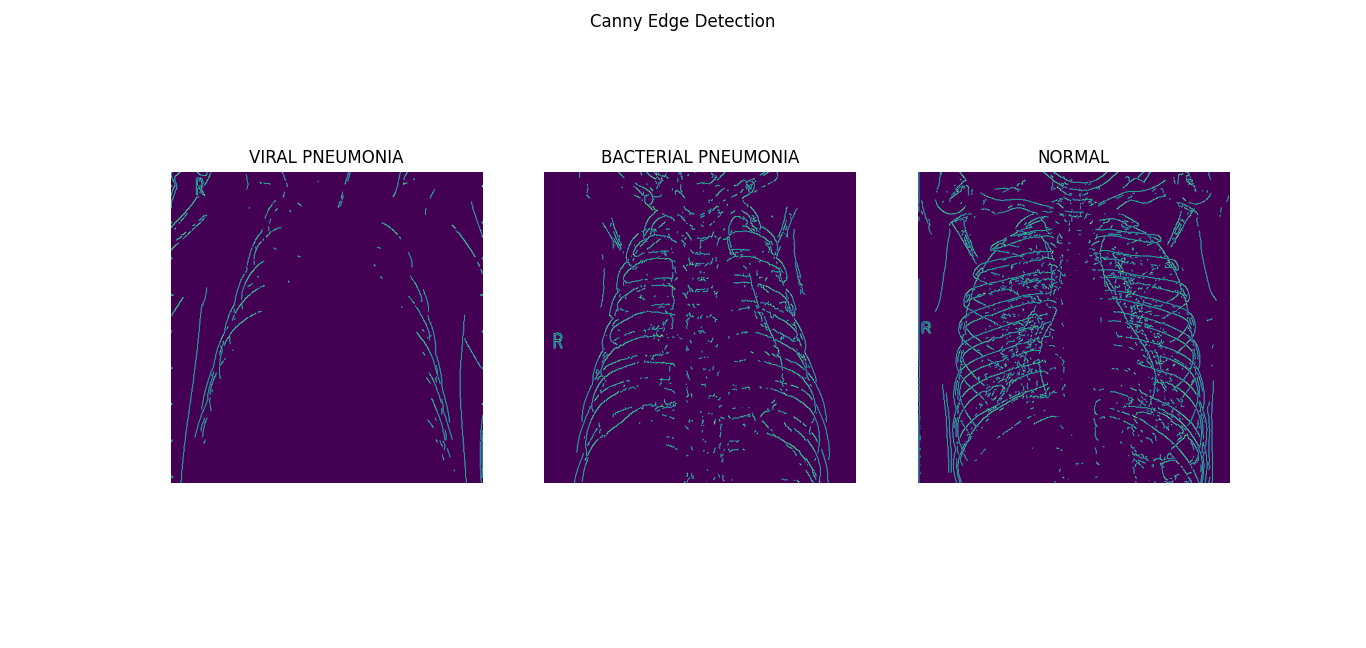 Canny Edge Detection
VIRAL PNEUMONIA
BACTERIAL PNEUMONIA
NORMAL
R
R
R